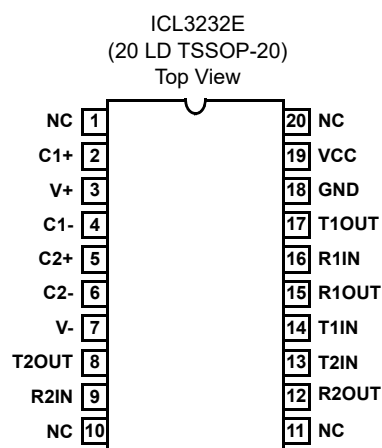 ICL3232E
(20 LD TSSOP-20)
Top View
NC 1 20 NC
C1+ 2 19 VCC
V+ 3 18 GND
C1- 4 17 T1OUT
C2+ 5 16 R1IN
C2- 6 15 R1OUT
V- 7 14 T1IN
T2OUT 8 13 T2IN
R2IN 9 12 R2OUT
NC 10 11 NC